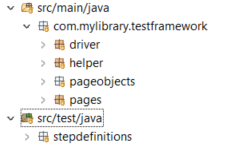 src/main/java
com.mylibrary.testframework
driver
helper
pageobjects
pages
src/test/java
stepdefinitions